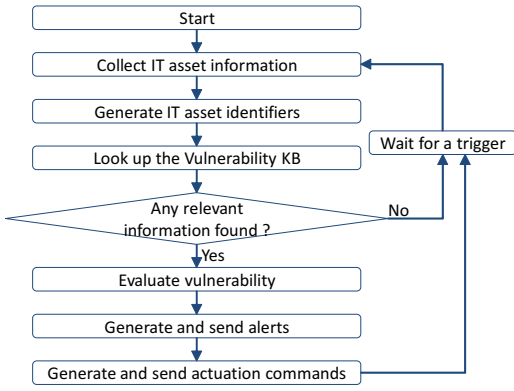 Start
Collect IT asset information
Generate IT asset identifiers
Look up the Vulnerability KB
Wait for a trigger
Any relevant
information found ?
No
Yes
Evaluate vulnerability
Generate and send alerts
Generate and send actuation commands